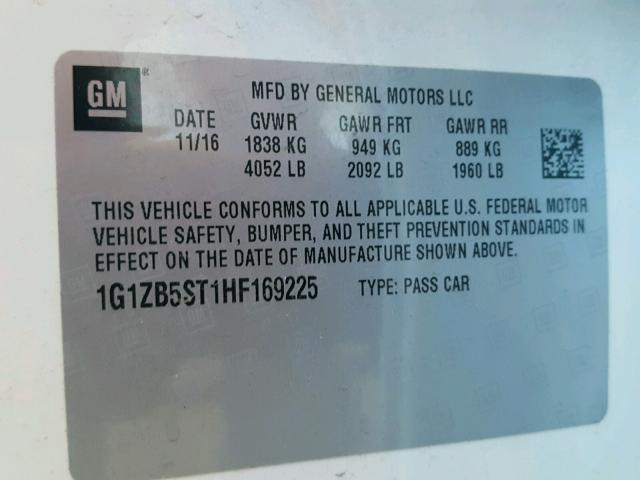 GM ®
MFD BY GENERAL MOTORS LLC
DATE GVWR GAWR FRT GAWR RR
11/16 1838 KG 949 KG 889 KG
4052 LB 2092 LB 1960 LB
THIS VEHICLE CONFORMS TO ALL APPLICABLE U.S. FEDERAL MOTOR
VEHICLE SAFETY, BUMPER, AND THEFT PREVENTION STANDARDS IN
EFFECT ON THE DATE OF MANUFACTURE SHOWN ABOVE.
1G1ZB5ST1HF169225 TYPE: PASS CAR